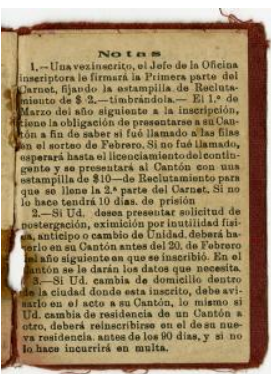 Notas
1.—Una vez inscrito, el Jefe de la Oficina
inscriptora le firmará la Primera parte del
Carnet, fijando la estampilla de Recluta-
miento de $ 2.—timbrándola.— El 1.º de
Marzo del año siguiente a la inscripción,
tiene la obligación de presentarse a su Can-
tón a fin de saber si fué llamado a las filas
en el sorteo de Febrero. Si no fué llamado,
esperará hasta el licenciamiento del contin-
gente y se presentará al Cantón con una
estampilla de $10—de Reclutamiento para
que se llene la 2.ª parte del Carnet. Si no
lo hace tendrá 10 días. de prisión
2.—Si Ud. desea presentar solicitud de
postergación, eximición por inutilidad físi-
ca, anticipo o cambio de Unidad. deberá ha-
cerlo en su Cantón antes del 20. de Febrero
del año siguiente en que se inscribió. En el
Cantón se le darán los datos que necesita.
3.—Si Ud. cambia de domicilio dentro
de la ciudad donde esta inscrito, debe avi-
sarlo en el acto a su Cantón, lo mismo si
Ud. cambia de residencia de un Cantón a
otro, deberá reinscribirse en el de su nue-
va residencia. antes de los 90 días, y si no
lo hace incurrirá en multa.